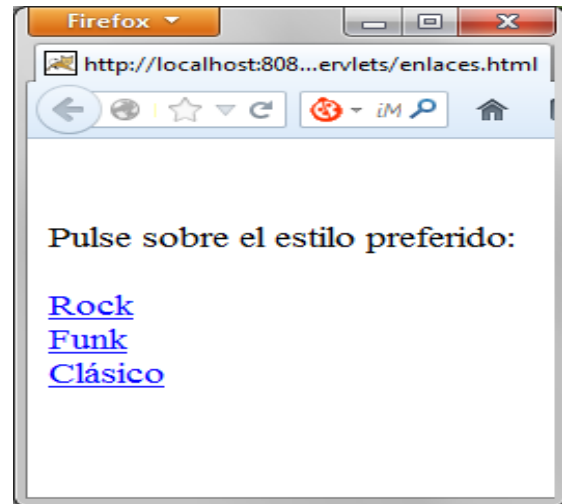 Firefox
http://localhost:808...ervlets/enlaces.html
iM
Pulse sobre el estilo preferido:
Rock
Funk
Clásico